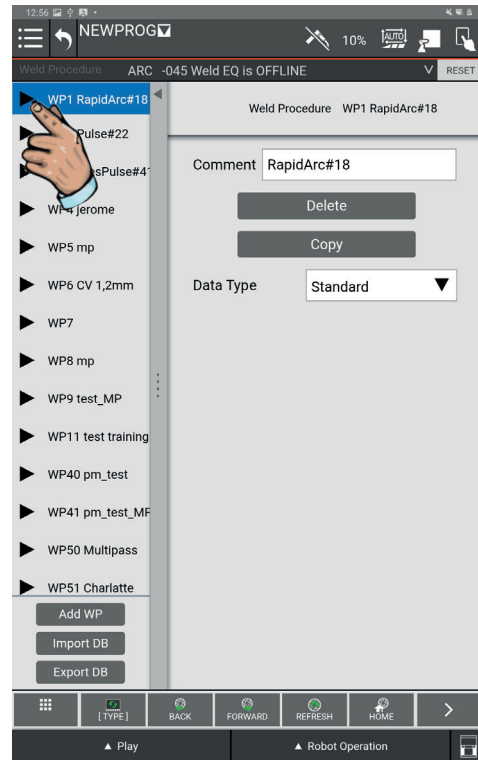 12:56
NEWPROG
10%
AUTO
Weld Procedure ARC -045 Weld EQ is OFFLINE
RESET
WP1 RapidArc#18
Weld Procedure WP1 RapidArc#18
Pulse#22
Comment RapidArc#18
esPulse#41
Delete
WP4 jerome
Copy
WP5 mp
WP6 CV 1,2mm
Data Type Standard
WP7
WP8 mp
WP9 test_MP
WP11 test training
WP40 pm_test
WP41 pm_test_MP
WP50 Multipass
WP51 Charlatte
Add WP
Import DB
Export DB
[ TYPE ] BACK FORWARD REFRESH HOME
Play Robot Operation